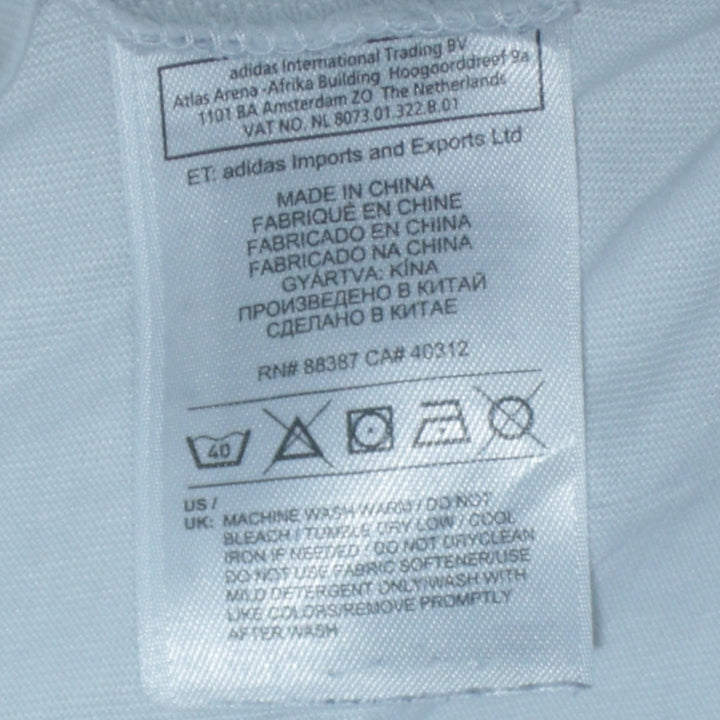 adidas International Trading BV
Atlas Arena -Afrika Building Hoogoorddreef 9a
1101 BA Amsterdam ZO The Netherlands
VAT NO. NL 8073.01.322.B.01
ET: adidas Imports and Exports Ltd
MADE IN CHINA
FABRIQUÉ EN CHINE
FABRICADO EN CHINA
FABRICADO NA CHINA
GYÁRTVA: KÍNA
ПРОИЗВЕДЕНО В КИТАЙ
СДЕЛАНО В КИТАЕ
RN# 88387 CA# 40312
40
US /
UK: MACHINE WASH WARM / DO NOT
BLEACH / TUMBLE DRY LOW / COOL
IRON IF NEEDED / DO NOT DRYCLEAN
DO NOT USE FABRIC SOFTENER/USE
MILD DETERGENT ONLY/WASH WITH
LIKE COLORS/REMOVE PROMPTLY
AFTER WASH